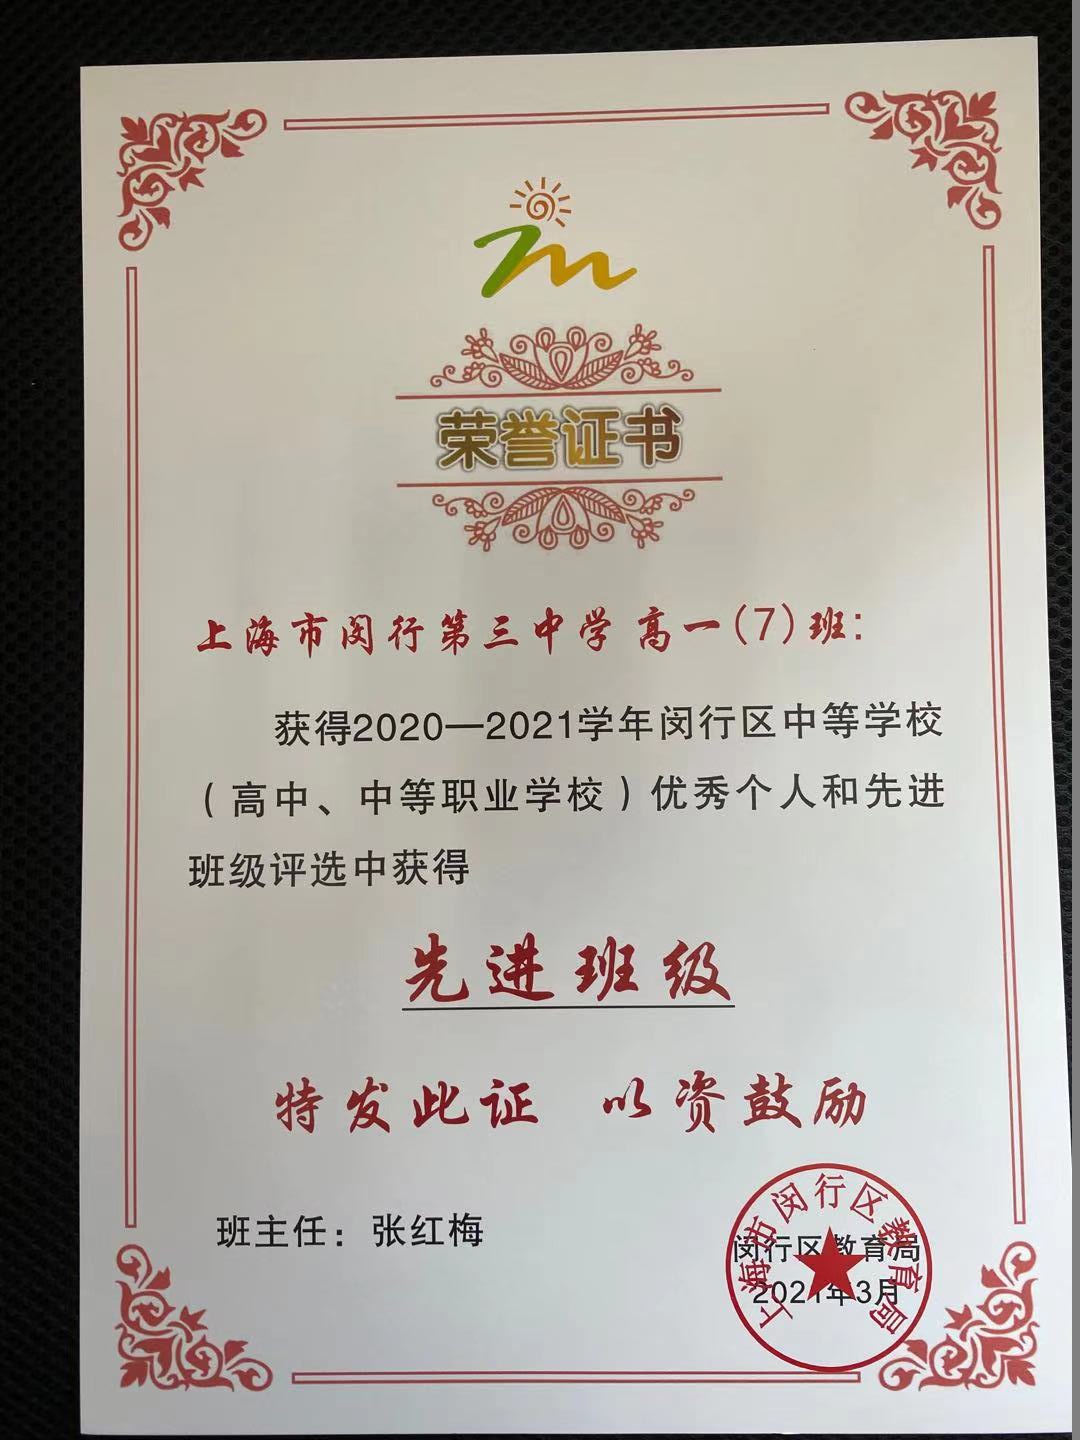 荣誉证书
上海市闵行第三中学 高一(7)班:
获得2020—2021学年闵行区中等学校
（高中、中等职业学校）优秀个人和先进
班级评选中获得
先进班级
特发此证 以资鼓励
班主任：张红梅
闵行区教育局
2021年3月
上海市闵行区教育局